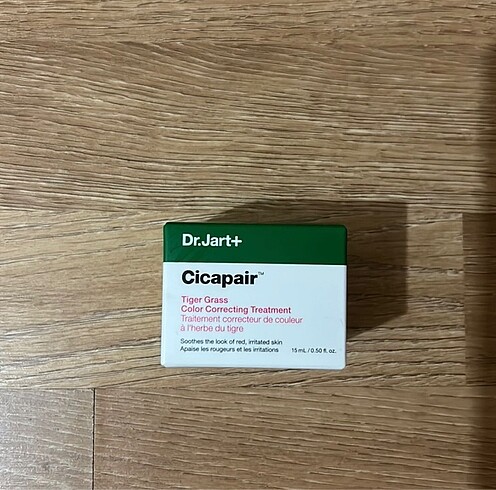 Dr.Jart+
Cicapair™
Tiger Grass
Color Correcting Treatment
Traitement correcteur de couleur
à l'herbe du tigre
Soothes the look of red, irritated skin
Apaise les rougeurs et les irritations 15 mL / 0.50 fl. oz.